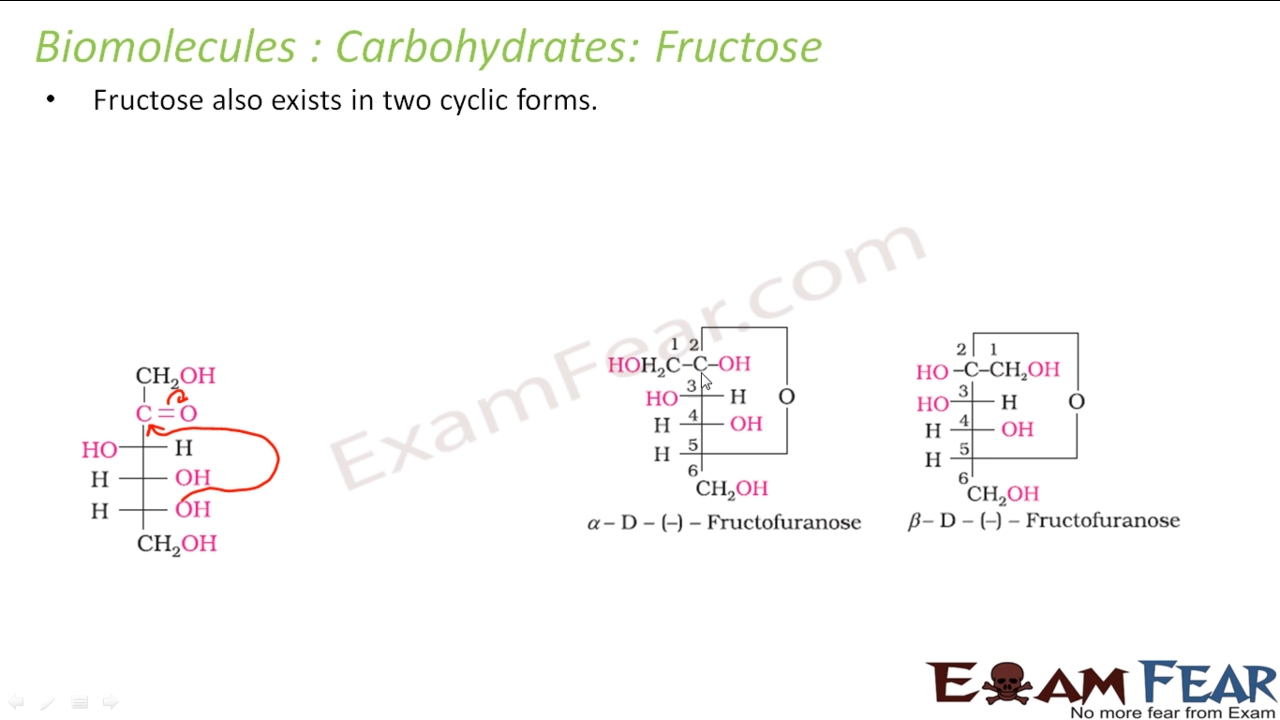 Biomolecules : Carbohydrates: Fructose
• Fructose also exists in two cyclic forms.
ExamFear.com
CH₂OH
C=O
HO H
H OH
H OH
CH₂OH
1 2
HOH₂C–C–OH
3
HO H O
4
H OH
5
H
6
CH₂OH
α– D – (–) – Fructofuranose
2 1
HO –C–CH₂OH
3
HO H O
4
H OH
5
H
6
CH₂OH
β– D – (–) – Fructofuranose
EXAM FEAR
No more fear from Exam